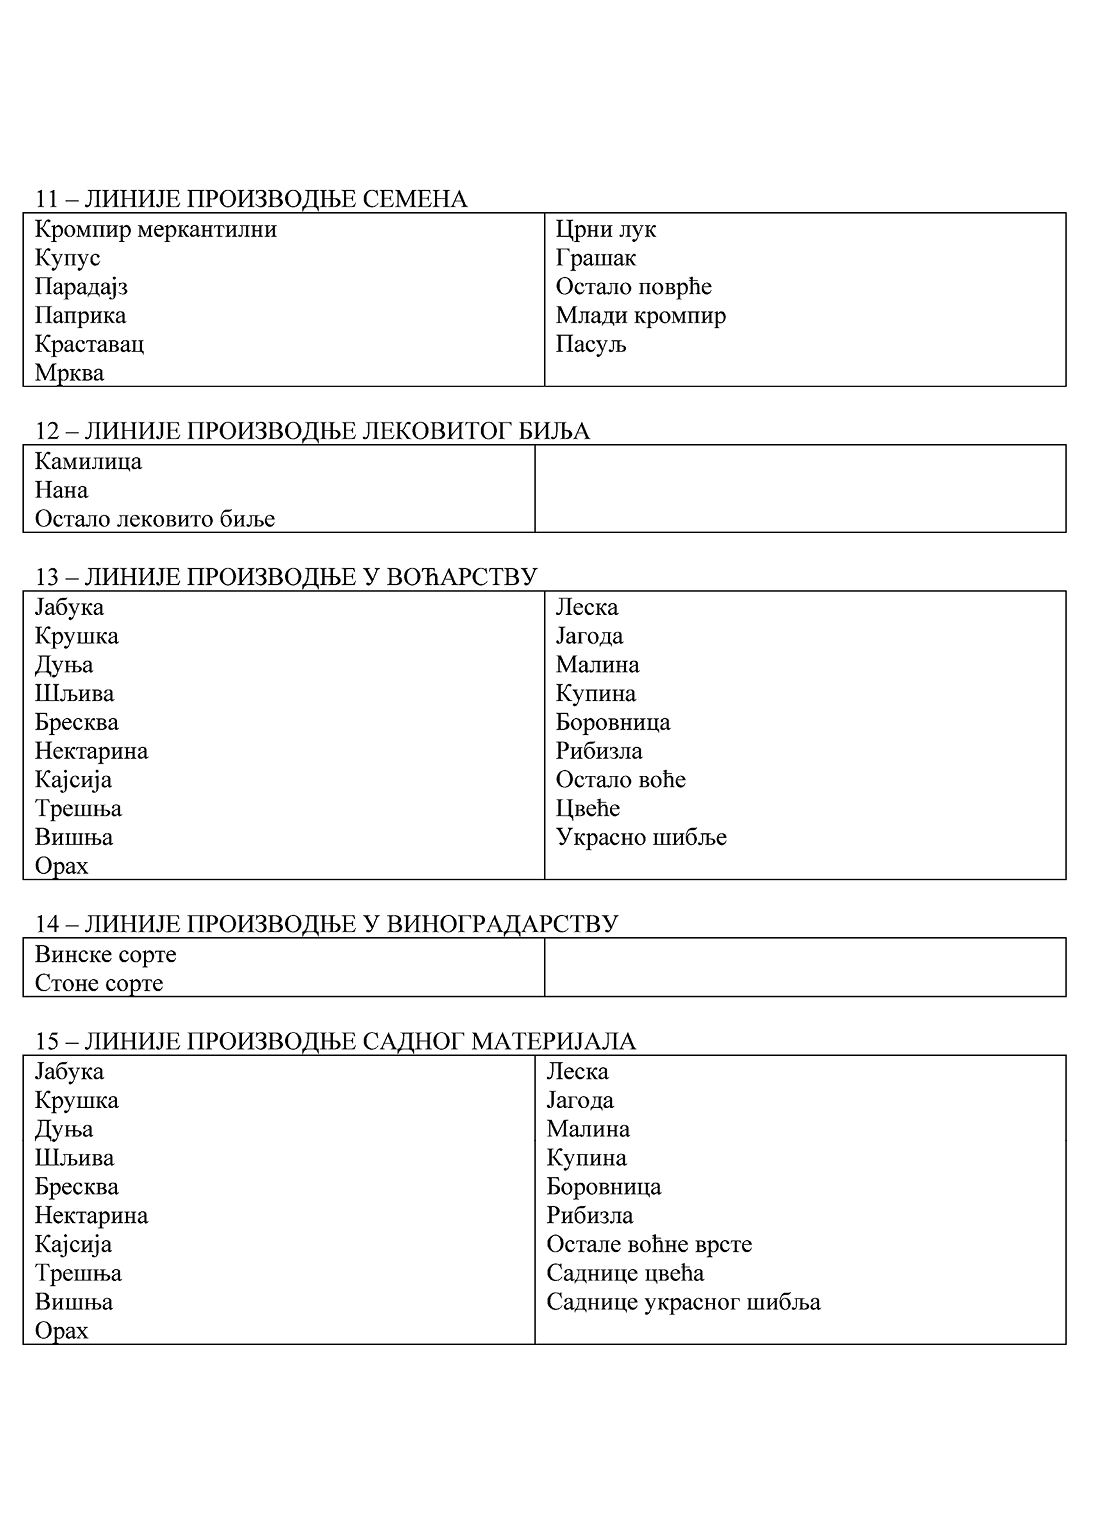 11 – ЛИНИЈЕ ПРОИЗВОДЊЕ СЕМЕНА
Кромпир меркантилни
Купус
Парадајз
Паприка
Краставац
Мрква
Црни лук
Грашак
Остало поврће
Млади кромпир
Пасуљ
12 – ЛИНИЈЕ ПРОИЗВОДЊЕ ЛЕКОВИТОГ БИЉА
Камилица
Нана
Остало лековито биље
13 – ЛИНИЈЕ ПРОИЗВОДЊЕ У ВОЋАРСТВУ
Јабука
Крушка
Дуња
Шљива
Бресква
Нектарина
Кајсија
Трешња
Вишња
Орах
Леска
Јагода
Малина
Купина
Боровница
Рибизла
Остало воће
Цвеће
Украсно шибље
14 – ЛИНИЈЕ ПРОИЗВОДЊЕ У ВИНОГРАДАРСТВУ
Винске сорте
Стоне сорте
15 – ЛИНИЈЕ ПРОИЗВОДЊЕ САДНОГ МАТЕРИЈАЛА
Јабука
Крушка
Дуња
Шљива
Бресква
Нектарина
Кајсија
Трешња
Вишња
Орах
Леска
Јагода
Малина
Купина
Боровница
Рибизла
Остале воћне врсте
Саднице цвећа
Саднице украсног шибља